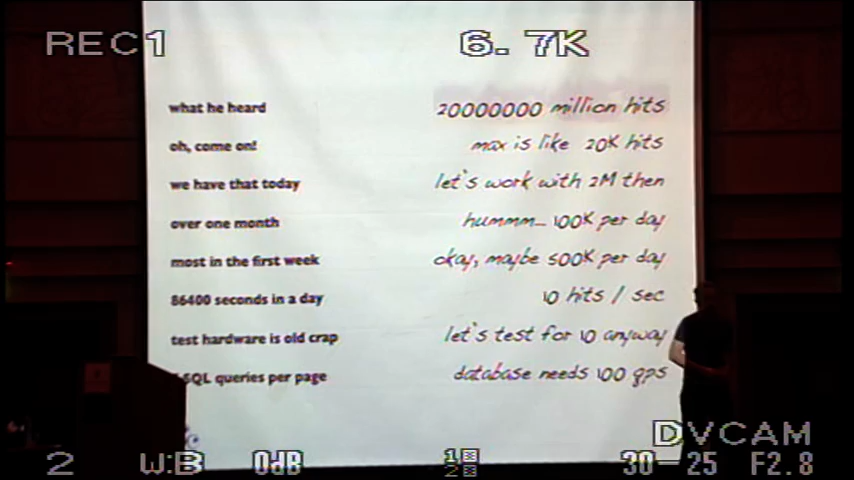 REC1 6.7K
what he heard 20000000 million hits
oh, come on! max is like 20K hits
we have that today let's work with 2M then
over one month hummm... 100K per day
most in the first week okay, maybe 500K per day
86400 seconds in a day 10 hits / sec
test hardware is old crap let's test for 10 anyway
SQL queries per page database needs 100 qps
DVCAM
2 W:B 0dB 1 2 30-25 F2.8